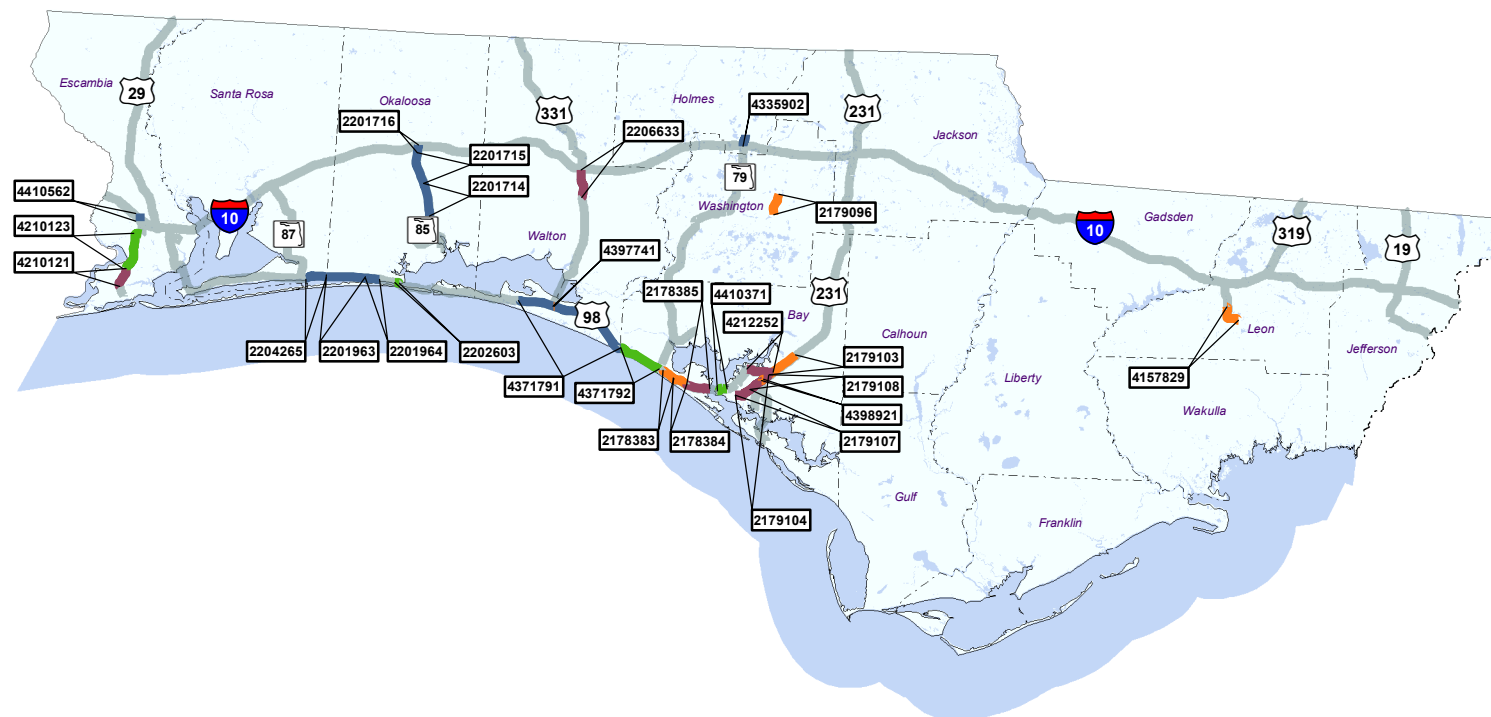 Escambia
29
Santa Rosa
Okaloosa
331
Holmes
4335902
231
Jackson
2201716
2206633
2201715
2201714
79
Washington
2179096
4410562
4210123
4210121
10
87
85
Walton
4397741
Gadsden
10
319
19
2178385
4410371
231
98
4212252
Bay
Calhoun
Leon
Jefferson
2204265
2201963
2201964
2202603
2179103
4371791
4371792
2179108
Liberty
4157829
4398921
Wakulla
2178383
2178384
2179107
Gulf
2179104
Franklin